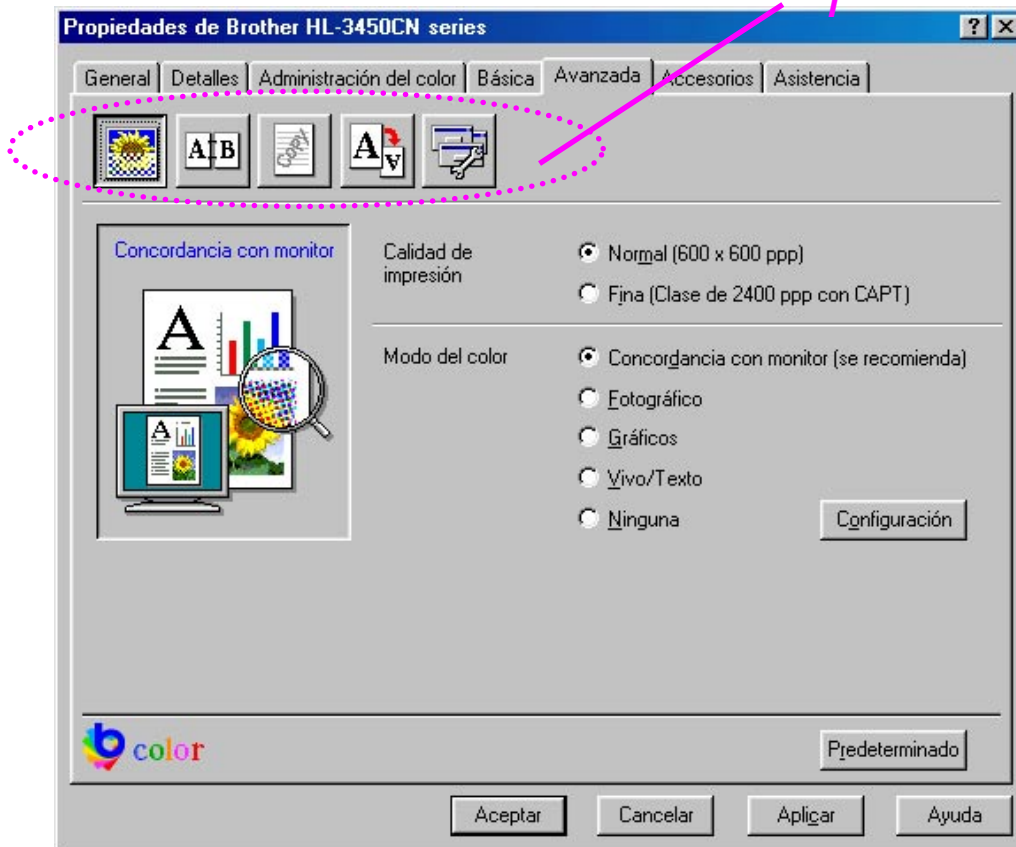 Propiedades de Brother HL-3450CN series
General Detalles Administración del color Básica Avanzada Accesorios Asistencia
A B COPY A A
Concordancia con monitor
Calidad de impresión
Normal (600 x 600 ppp)
Fina (Clase de 2400 ppp con CAPT)
A
A
Modo del color
Concordancia con monitor (se recomienda)
Fotográfico
Gráficos
Vivo/Texto
Ninguna
Configuración
b color
Predeterminado
Aceptar Cancelar Aplicar Ayuda